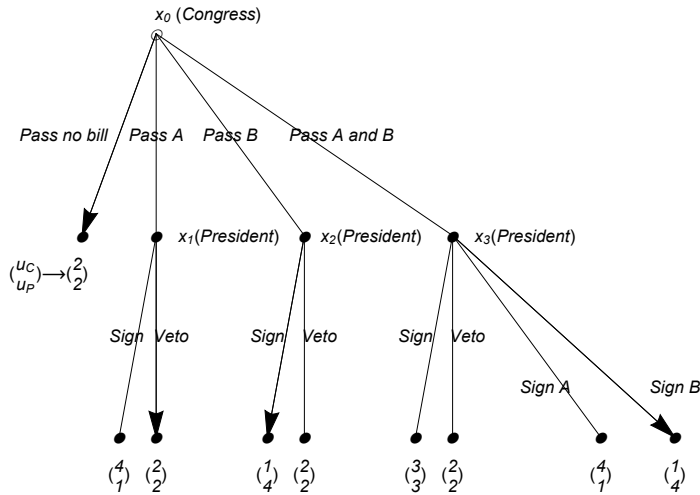 x0 (Congress)
Pass no bill Pass A Pass B Pass A and B
x1(President) x2(President) x3(President)
(uC uP)→(2 2)
Sign Veto Sign Veto Sign Veto
Sign A Sign B
(4 1) (2 2) (1 4) (2 2) (3 3) (2 2) (4 1) (1 4)